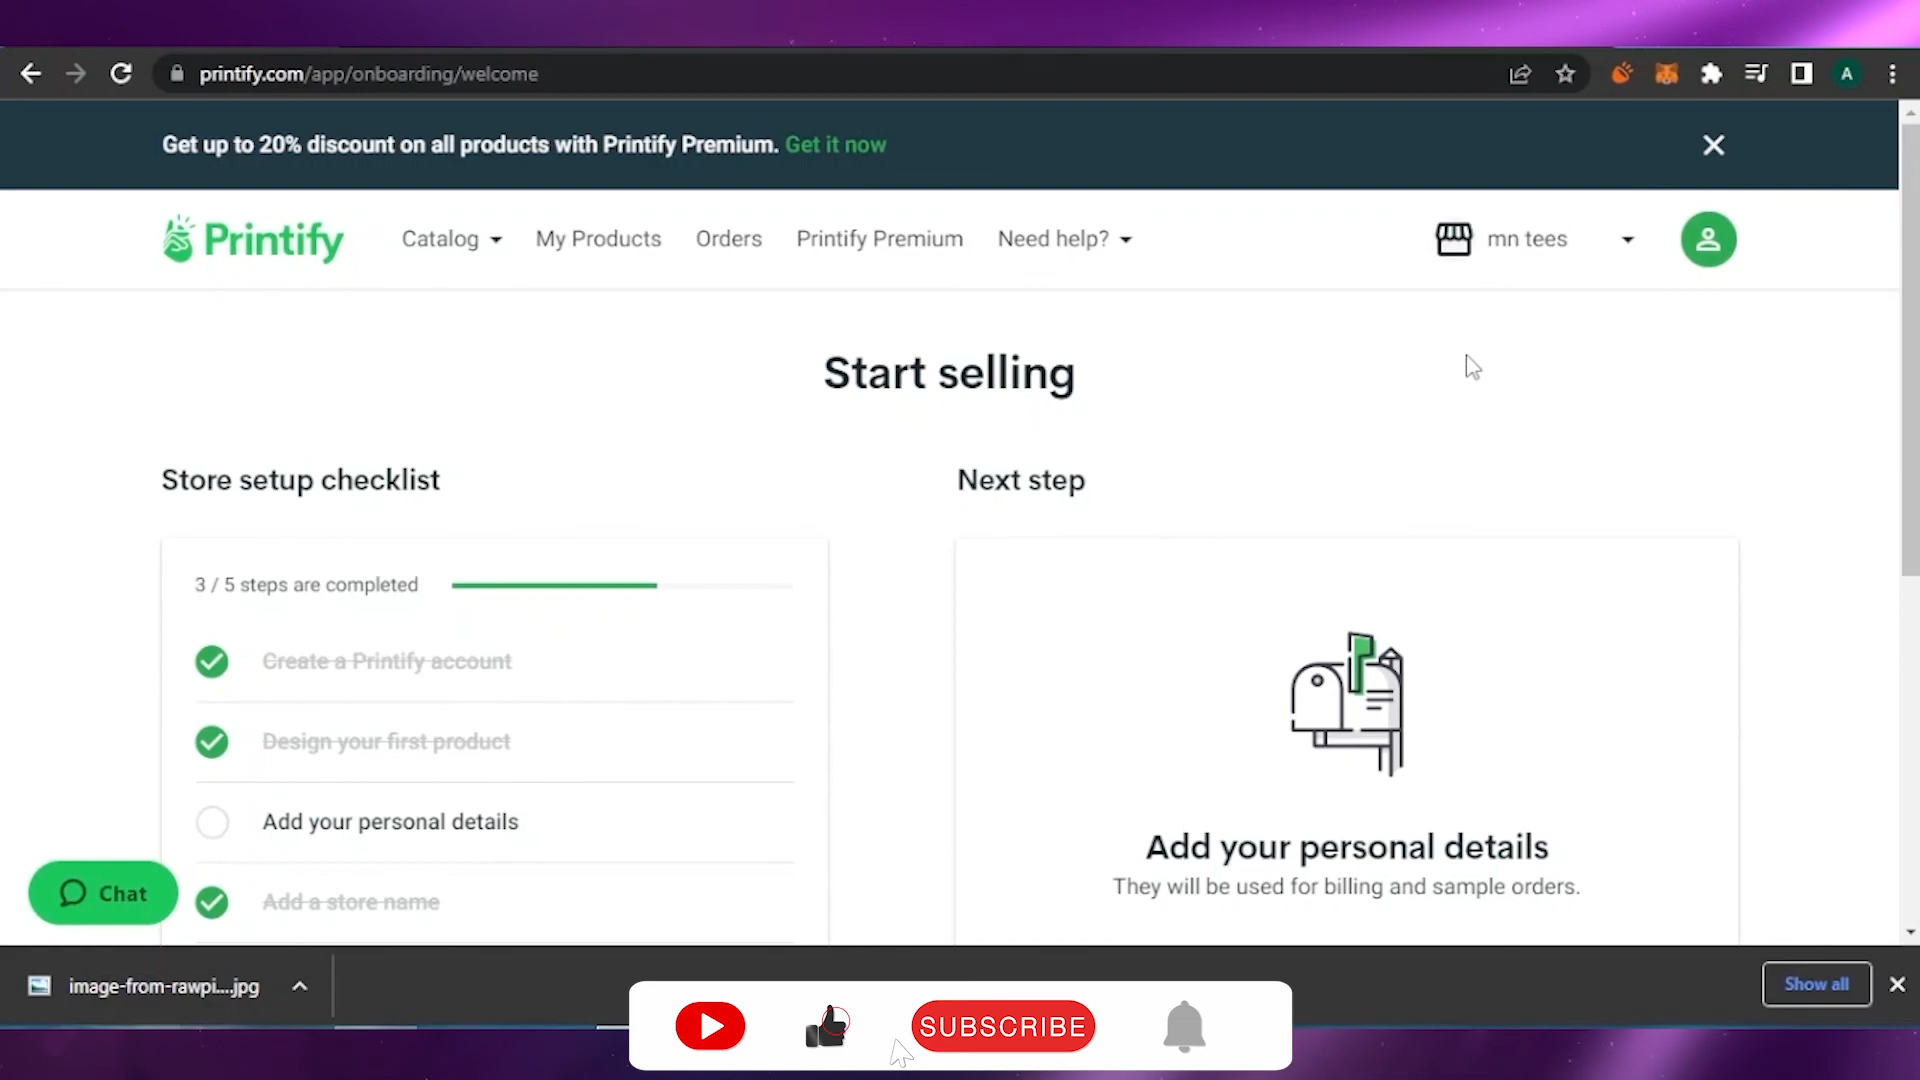 printify.com/app/onboarding/welcome
A
Get up to 20% discount on all products with Printify Premium. Get it now
Printify
Catalog
My Products
Orders
Printify Premium
Need help?
mn tees
Start selling
Store setup checklist
Next step
3 / 5 steps are completed
Create a Printify account
Design your first product
Add your personal details
Add a store name
Add your personal details
They will be used for billing and sample orders.
Chat
image-from-rawpi....jpg
Show all
SUBSCRIBE